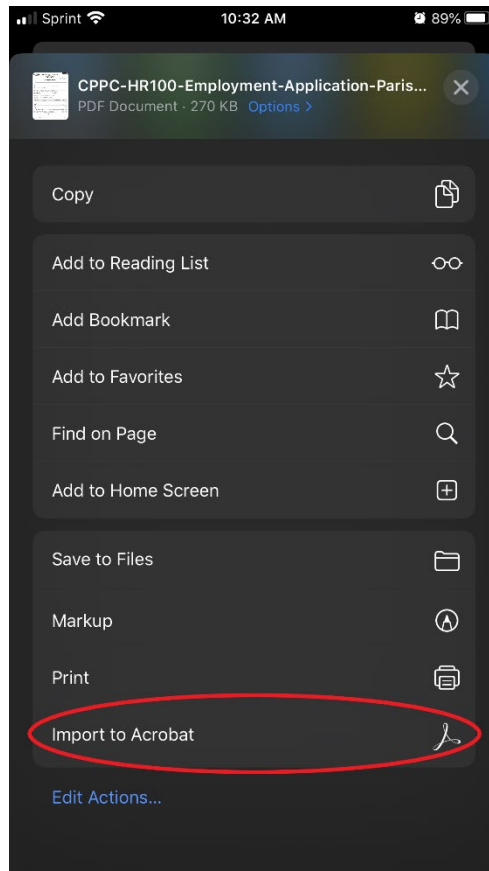 Sprint 10:32 AM 89%
CPPC-HR100-Employment-Application-Paris...
PDF Document · 270 KB Options >
Copy
Add to Reading List
Add Bookmark
Add to Favorites
Find on Page
Add to Home Screen
Save to Files
Markup
Print
Import to Acrobat
Edit Actions...